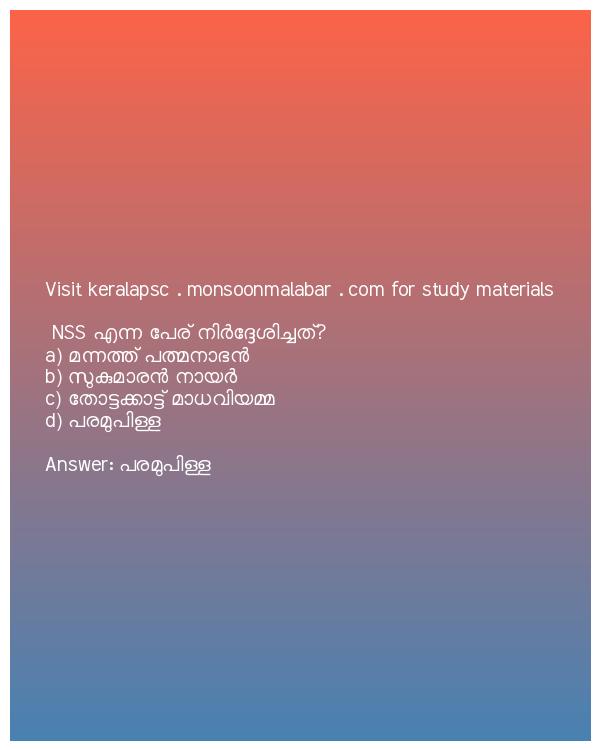 Visit keralapsc . monsoonmalabar . com for study materials
NSS എന്ന പേര് നിർദ്ദേശിച്ചത്?
a) മന്നത്ത് പത്മനാഭൻ
b) സുകുമാരൻ നായർ
c) തോട്ടക്കാട്ട് മാധവിയമ്മ
d) പരമുപിള്ള
Answer: പരമുപിള്ള